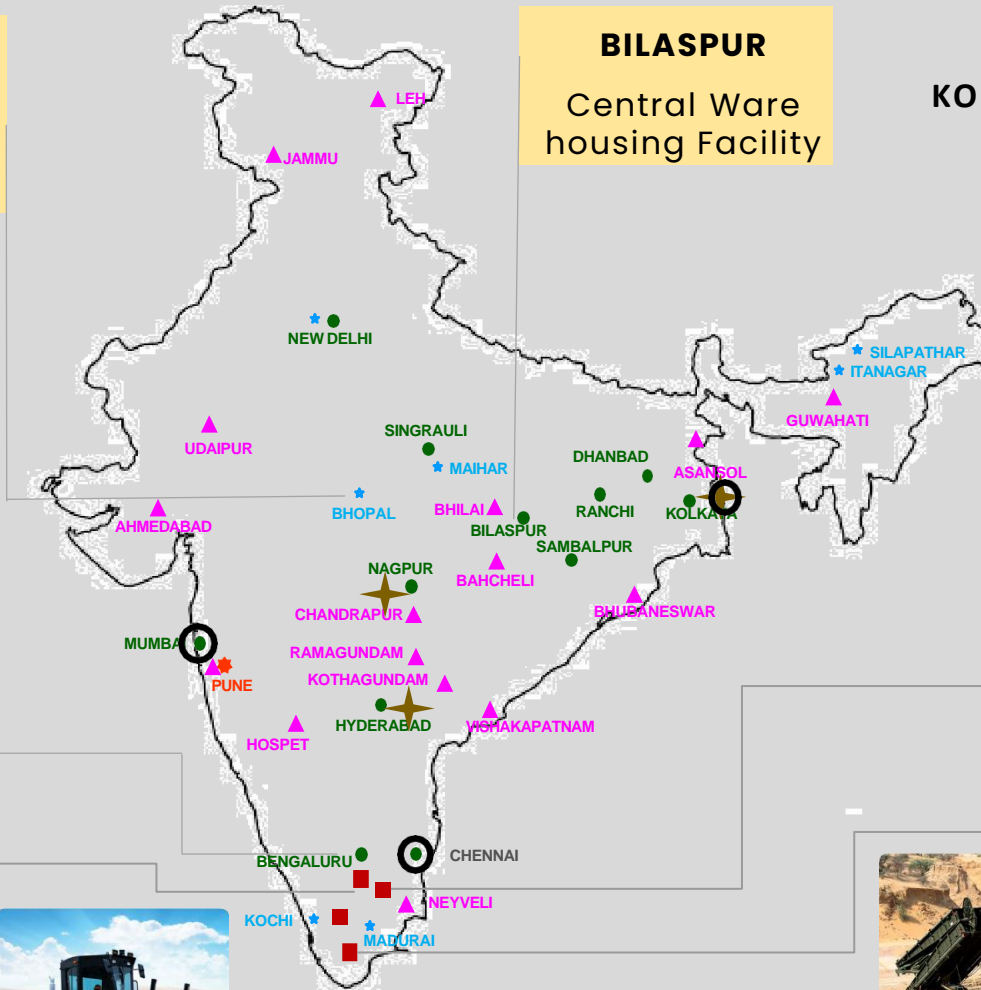 BILASPUR
Central Ware
housing Facility
KO
LEH
JAMMU
NEW DELHI
SILAPATHAR
ITANAGAR
GUWAHATI
UDAIPUR
SINGRAULI
MAIHAR
DHANBAD
ASANSOL
BHOPAL
BHILAI
RANCHI
KOLKATA
AHMEDABAD
BILASPUR
SAMBALPUR
NAGPUR
BAHCHELI
CHANDRAPUR
BHUBANESWAR
MUMBA
RAMAGUNDAM
KOTHAGUNDAM
PUNE
HYDERABAD
VISHAKAPATNAM
HOSPET
BENGALURU
CHENNAI
NEYVELI
KOCHI
MADURAI